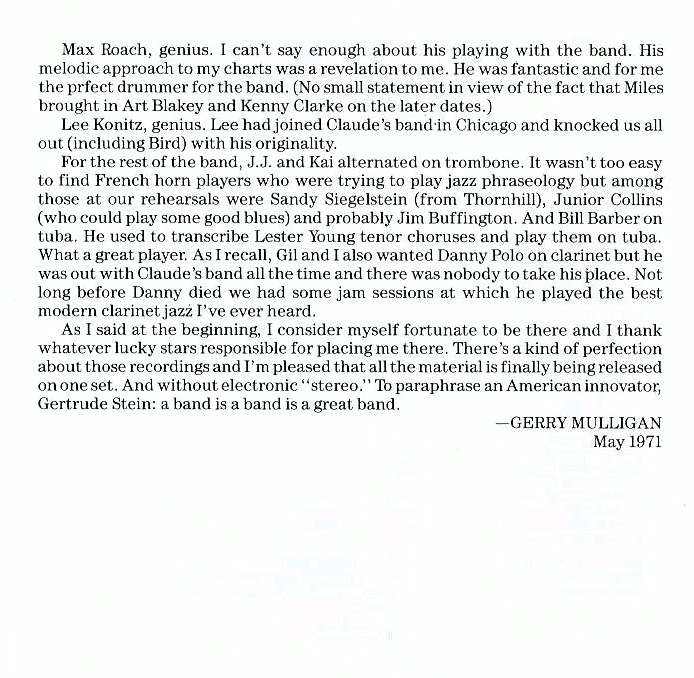 Max Roach, genius. I can't say enough about his playing with the band. His
melodic approach to my charts was a revelation to me. He was fantastic and for me
the prfect drummer for the band. (No small statement in view of the fact that Miles
brought in Art Blakey and Kenny Clarke on the later dates.)
Lee Konitz, genius. Lee had joined Claude's band in Chicago and knocked us all
out (including Bird) with his originality.
For the rest of the band, J.J. and Kai alternated on trombone. It wasn't too easy
to find French horn players who were trying to play jazz phraseology but among
those at our rehearsals were Sandy Siegelstein (from Thornhill), Junior Collins
(who could play some good blues) and probably Jim Buffington. And Bill Barber on
tuba. He used to transcribe Lester Young tenor choruses and play them on tuba.
What a great player. As I recall, Gil and I also wanted Danny Polo on clarinet but he
was out with Claude's band all the time and there was nobody to take his place. Not
long before Danny died we had some jam sessions at which he played the best
modern clarinet jazz I've ever heard.
As I said at the beginning, I consider myself fortunate to be there and I thank
whatever lucky stars responsible for placing me there. There's a kind of perfection
about those recordings and I'm pleased that all the material is finally being released
on one set. And without electronic "stereo." To paraphrase an American innovator,
Gertrude Stein: a band is a band is a great band.
—GERRY MULLIGAN
May 1971